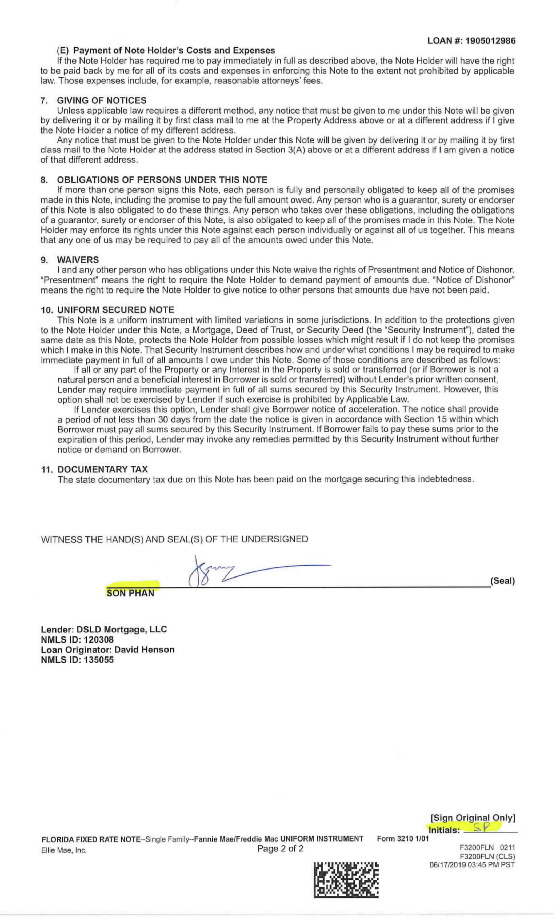 LOAN #: 1905012986
(E) Payment of Note Holder's Costs and Expenses
If the Note Holder has required me to pay immediately in full as described above, the Note Holder will have the right
to be paid back by me for all of its costs and expenses in enforcing this Note to the extent not prohibited by applicable
law. Those expenses include, for example, reasonable attorneys' fees.
7. GIVING OF NOTICES
Unless applicable law requires a different method, any notice that must be given to me under this Note will be given
by delivering it or by mailing it by first class mail to me at the Property Address above or at a different address if I give
the Note Holder a notice of my different address.
Any notice that must be given to the Note Holder under this Note will be given by delivering it or by mailing it by first
class mail to the Note Holder at the address stated in Section 3(A) above or at a different address if I am given a notice
of that different address.
8. OBLIGATIONS OF PERSONS UNDER THIS NOTE
If more than one person signs this Note, each person is fully and personally obligated to keep all of the promises
made in this Note, including the promise to pay the full amount owed. Any person who is a guarantor, surety or endorser
of this Note is also obligated to do these things. Any person who takes over these obligations, including the obligations
of a guarantor, surety or endorser of this Note, is also obligated to keep all of the promises made in this Note. The Note
Holder may enforce its rights under this Note against each person individually or against all of us together. This means
that any one of us may be required to pay all of the amounts owed under this Note.
9. WAIVERS
I and any other person who has obligations under this Note waive the rights of Presentment and Notice of Dishonor.
"Presentment" means the right to require the Note Holder to demand payment of amounts due. "Notice of Dishonor"
means the right to require the Note Holder to give notice to other persons that amounts due have not been paid.
10. UNIFORM SECURED NOTE
This Note is a uniform instrument with limited variations in some jurisdictions. In addition to the protections given
to the Note Holder under this Note, a Mortgage, Deed of Trust, or Security Deed (the "Security Instrument"), dated the
same date as this Note, protects the Note Holder from possible losses which might result if I do not keep the promises
which I make in this Note. That Security Instrument describes how and under what conditions I may be required to make
immediate payment in full of all amounts I owe under this Note. Some of those conditions are described as follows:
If all or any part of the Property or any Interest in the Property is sold or transferred (or if Borrower is not a
natural person and a beneficial interest in Borrower is sold or transferred) without Lender's prior written consent,
Lender may require immediate payment in full of all sums secured by this Security Instrument. However, this
option shall not be exercised by Lender if such exercise is prohibited by Applicable Law.
If Lender exercises this option, Lender shall give Borrower notice of acceleration. The notice shall provide
a period of not less than 30 days from the date the notice is given in accordance with Section 15 within which
Borrower must pay all sums secured by this Security Instrument. If Borrower fails to pay these sums prior to the
expiration of this period, Lender may invoke any remedies permitted by this Security Instrument without further
notice or demand on Borrower.
11. DOCUMENTARY TAX
The state documentary tax due on this Note has been paid on the mortgage securing this indebtedness.
WITNESS THE HAND(S) AND SEAL(S) OF THE UNDERSIGNED
(Seal)
SON PHAN
Lender: DSLD Mortgage, LLC
NMLS ID: 120308
Loan Originator: David Henson
NMLS ID: 135055
[Sign Original Only]
Initials: SP
FLORIDA FIXED RATE NOTE--Single Family--Fannie Mae/Freddie Mac UNIFORM INSTRUMENT Form 3210 1/01
Ellie Mae, Inc. Page 2 of 2 F3200FLN 0211
F3200FLN (CLS)
06/17/2019 03:45 PM PST